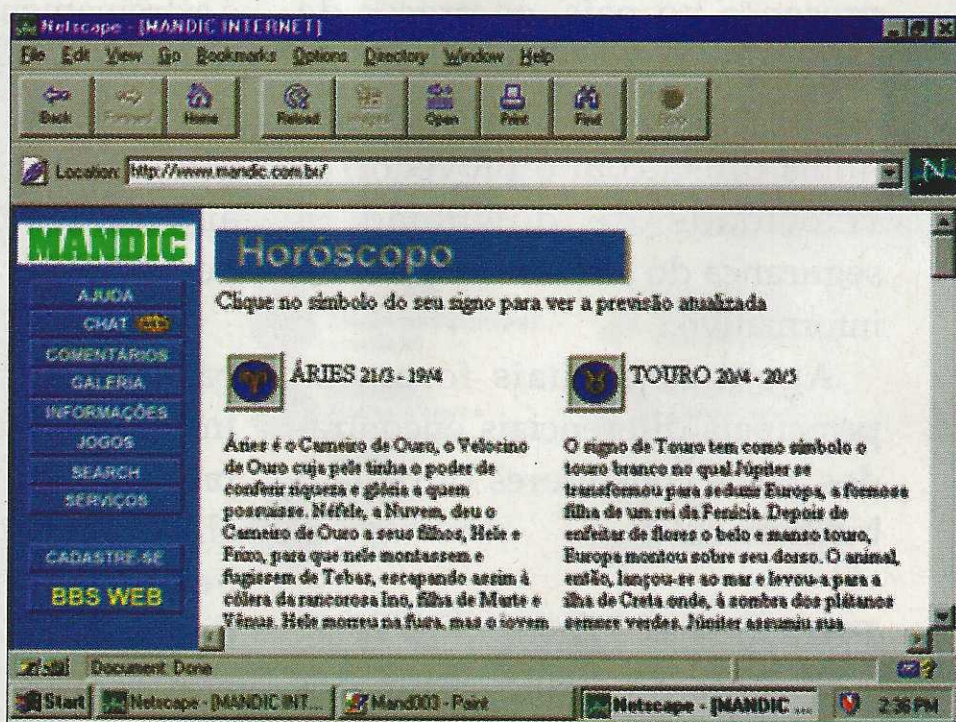 Netscape - [MANDIC INTERNET]
File Edit View Go Bookmarks Options Directory Window Help
Back Forward Home Reload Images Open Print Find Stop
Location: http://www.mandic.com.br/
N
MANDIC
AJUDA
CHAT
COMENTÁRIOS
GALERIA
INFORMAÇÕES
JOGOS
SEARCH
SERVIÇOS
CADASTRE-SE
BBS WEB
Horóscopo
Clique no símbolo do seu signo para ver a previsão atualizada
ÁRIES 21/3 - 19/4
Áries é o Carneiro de Ouro, o Velocino
de Ouro cuja pele tinha o poder de
conferir riqueza e glória a quem
possuisse. Néfele, a Nuvem, deu o
Carneiro de Ouro a seus filhos, Hele e
Frixo, para que nele montassem e
fugissem de Tebas, escapando assim à
cólera da rancorosa Ino, filha de Marte e
Vênus. Hele morreu na fuga, mas o jovem
TOURO 20/4 - 20/5
O signo de Touro tem como símbolo o
touro branco no qual Júpiter se
transformou para seduzir Europa, a formosa
filha de um rei da Fenícia. Depois de
enfeitar de flores o belo e manso touro,
Europa montou sobre seu dorso. O animal,
então, lançou-se ao mar e levou-a para a
ilha de Creta onde, à sombra dos plátanos
sempre verdes, Júpiter assumiu sua
Document: Done
Start Netscape - [MANDIC INT... Mand003 - Paint Netscape - [MANDIC ... 2:36 PM